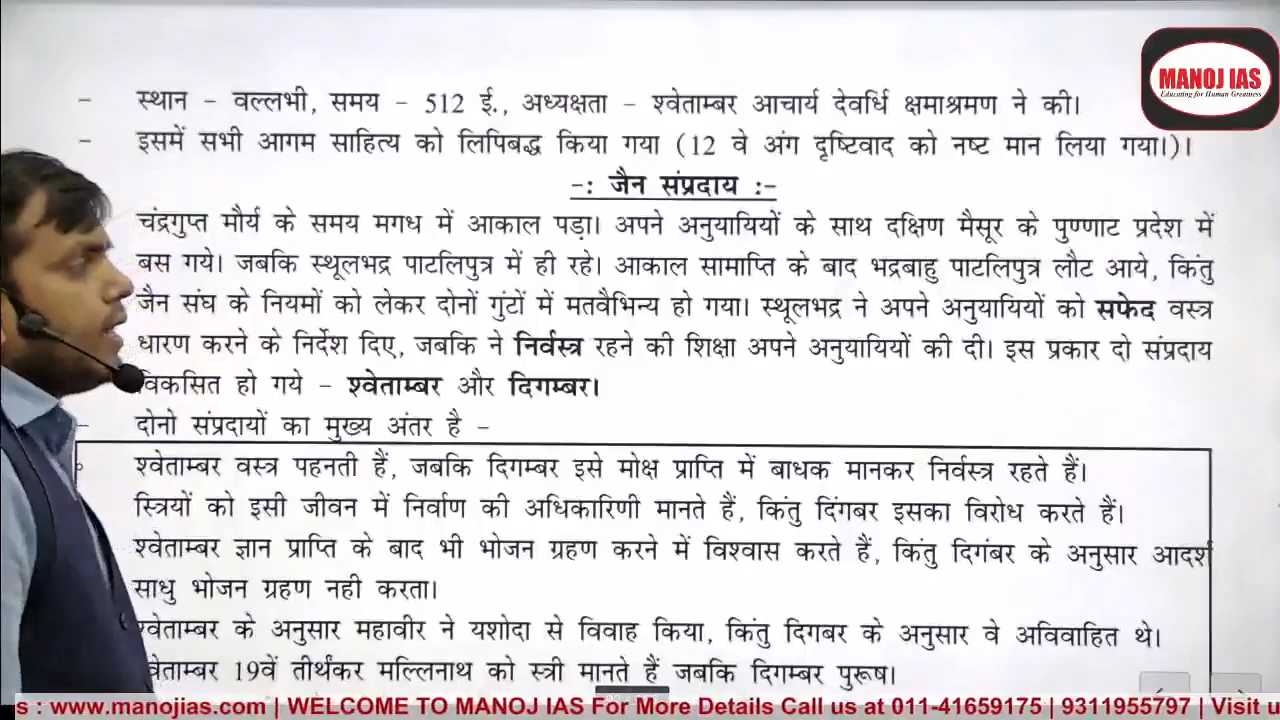 MANOJ IAS
Educating for Human Greatness
- स्थान - वल्लभी, समय - 512 ई., अध्यक्षता - श्वेताम्बर आचार्य देवर्धि क्षमाश्रमण ने की।
- इसमें सभी आगम साहित्य को लिपिबद्ध किया गया (12 वे अंग दृष्टिवाद को नष्ट मान लिया गया।)।
-: जैन संप्रदाय :-
चंद्रगुप्त मौर्य के समय मगध में आकाल पड़ा। अपने अनुयायियों के साथ दक्षिण मैसूर के पुण्णाट प्रदेश में
बस गये। जबकि स्थूलभद्र पाटलिपुत्र में ही रहे। आकाल सामाप्ति के बाद भद्रबाहु पाटलिपुत्र लौट आये, किंतु
जैन संघ के नियमों को लेकर दोनों गुंटों में मतवैभिन्य हो गया। स्थूलभद्र ने अपने अनुयायियों को सफेद वस्त्र
धारण करने के निर्देश दिए, जबकि ने निर्वस्त्र रहने की शिक्षा अपने अनुयायियों की दी। इस प्रकार दो संप्रदाय
विकसित हो गये - श्वेताम्बर और दिगम्बर।
- दोनो संप्रदायों का मुख्य अंतर है -
श्वेताम्बर वस्त्र पहनती हैं, जबकि दिगम्बर इसे मोक्ष प्राप्ति में बाधक मानकर निर्वस्त्र रहते हैं।
स्त्रियों को इसी जीवन में निर्वाण की अधिकारिणी मानते हैं, किंतु दिंगबर इसका विरोध करते हैं।
श्वेताम्बर ज्ञान प्राप्ति के बाद भी भोजन ग्रहण करने में विश्वास करते हैं, किंतु दिगंबर के अनुसार आदर्श
साधु भोजन ग्रहण नही करता।
श्वेताम्बर के अनुसार महावीर ने यशोदा से विवाह किया, किंतु दिगबर के अनुसार वे अविवाहित थे।
श्वेताम्बर 19वें तीर्थंकर मल्लिनाथ को स्त्री मानते हैं जबकि दिगम्बर पुरूष।
s : www.manojias.com | WELCOME TO MANOJ IAS For More Details Call us at 011-41659175 | 9311955797 | Visit u